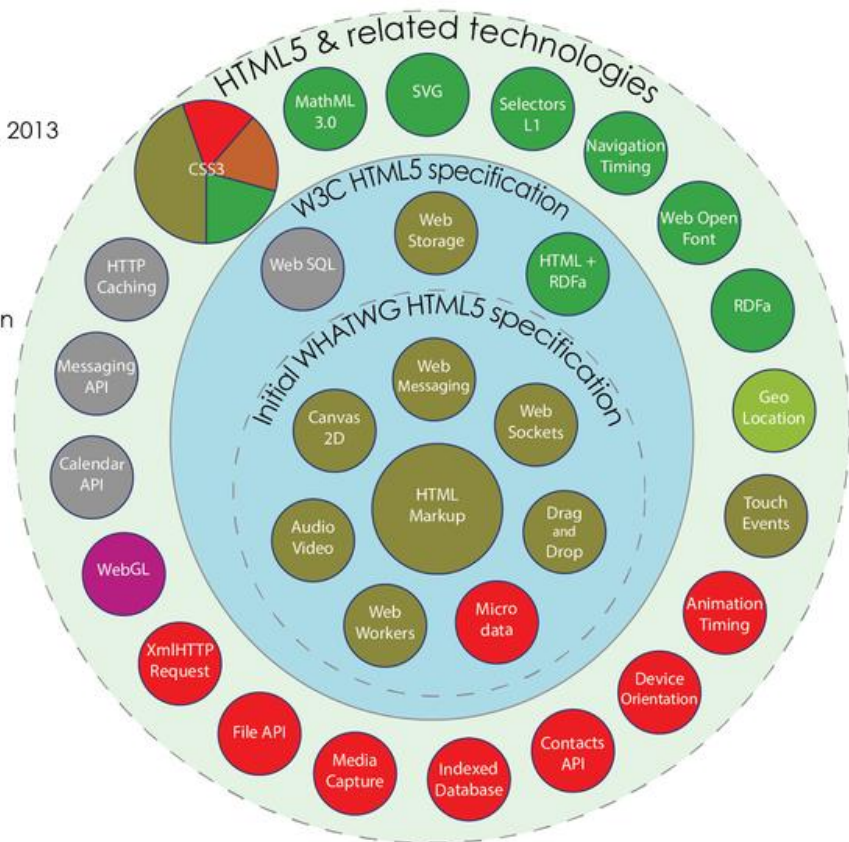 HTML5 & related technologies
2013
n
CSS3
MathML
3.0
SVG
Selectors
L1
Navigation
Timing
Web Open
Font
RDFa
Geo
Location
Touch
Events
Animation
Timing
Device
Orientation
Contacts
API
Indexed
Database
Media
Capture
File API
XmlHTTP
Request
WebGL
Calendar
API
Messaging
API
HTTP
Caching
W3C HTML5 specification
Web SQL
Web
Storage
HTML +
RDFa
Initial WHATWG HTML5 specification
Web
Messaging
Canvas
2D
Web
Sockets
HTML
Markup
Audio
Video
Drag
and
Drop
Web
Workers
Micro
data